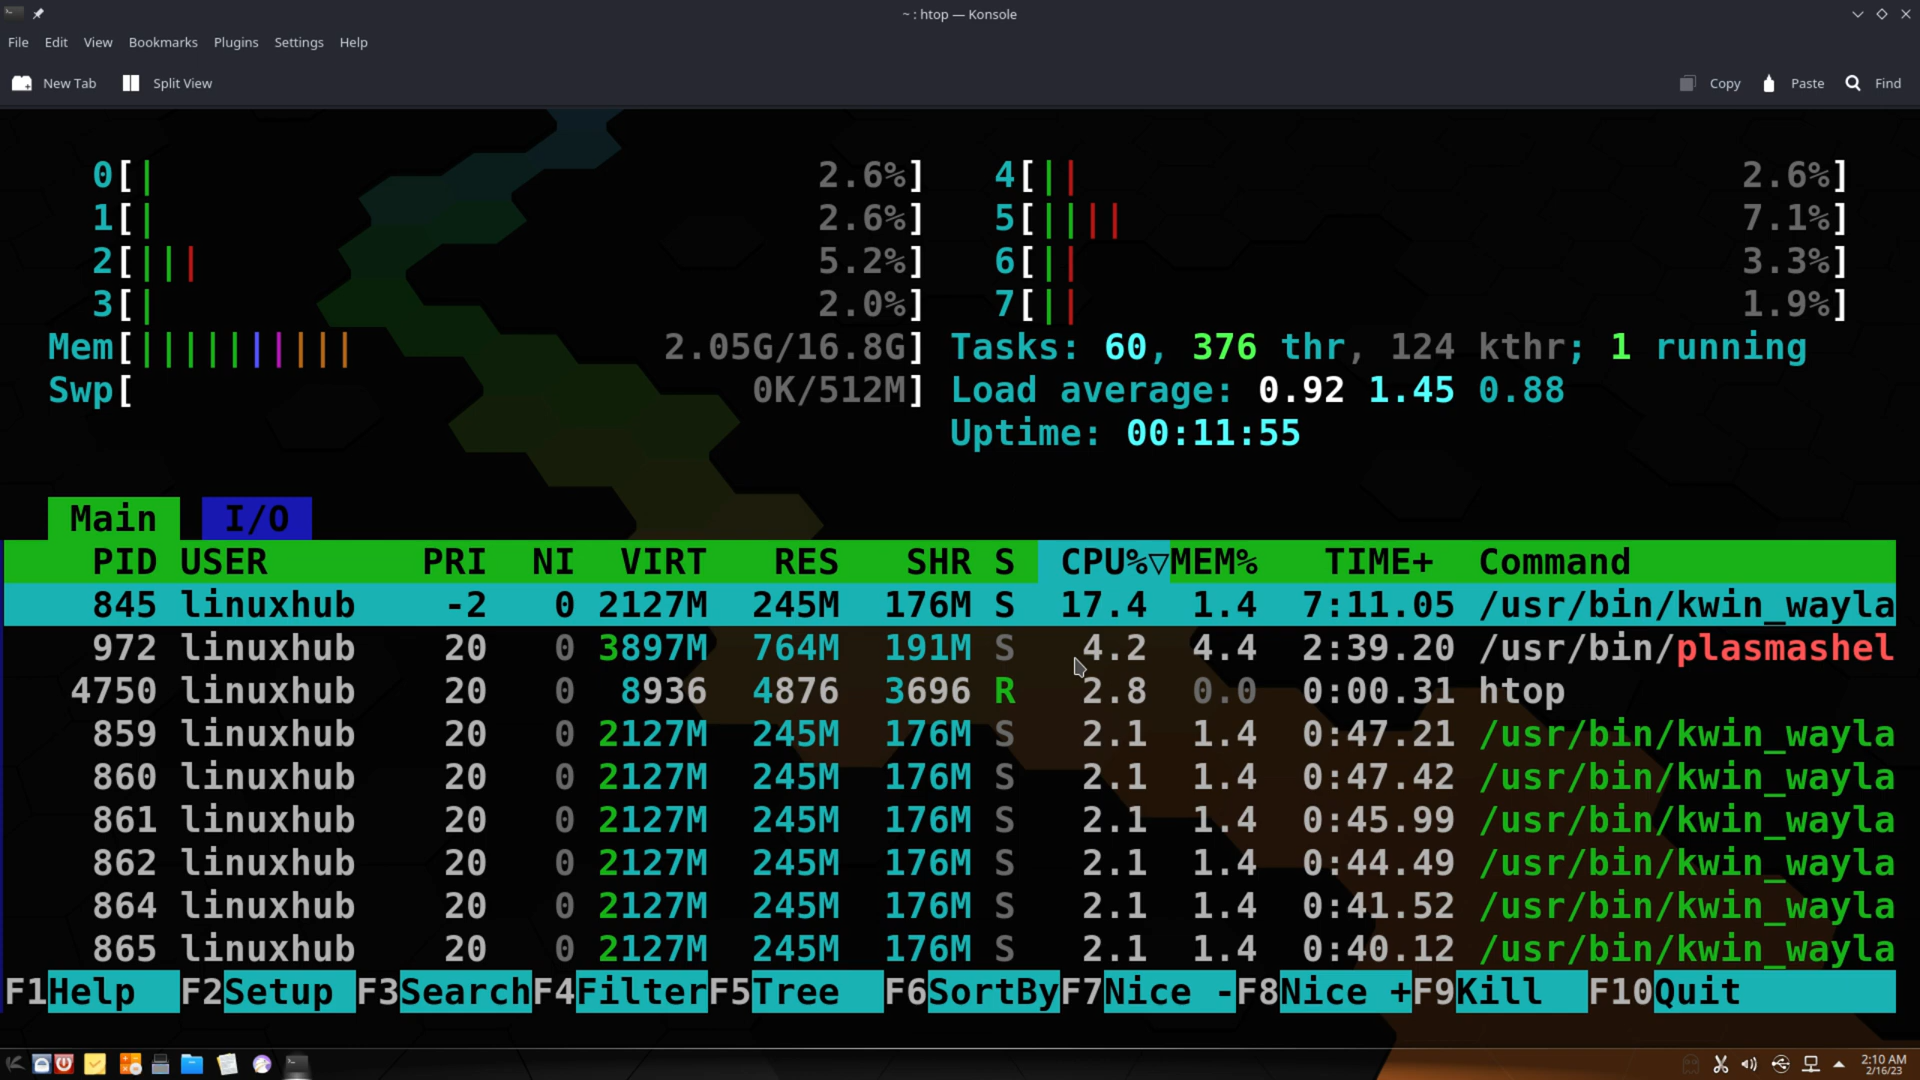 ~ : htop — Konsole
File Edit View Bookmarks Plugins Settings Help
New Tab Split View Copy Paste Find
0[| 2.6%] 4[|| 2.6%]
1[| 2.6%] 5[|||| 7.1%]
2[||| 5.2%] 6[|| 3.3%]
3[| 2.0%] 7[|| 1.9%]
Mem[|||||||||| 2.05G/16.8G] Tasks: 60, 376 thr, 124 kthr; 1 running
Swp[ 0K/512M] Load average: 0.92 1.45 0.88
Uptime: 00:11:55
Main I/O
PID USER PRI NI VIRT RES SHR S CPU%▽MEM% TIME+ Command
845 linuxhub -2 0 2127M 245M 176M S 17.4 1.4 7:11.05 /usr/bin/kwin_wayla
972 linuxhub 20 0 3897M 764M 191M S 4.2 4.4 2:39.20 /usr/bin/plasmashel
4750 linuxhub 20 0 8936 4876 3696 R 2.8 0.0 0:00.31 htop
859 linuxhub 20 0 2127M 245M 176M S 2.1 1.4 0:47.21 /usr/bin/kwin_wayla
860 linuxhub 20 0 2127M 245M 176M S 2.1 1.4 0:47.42 /usr/bin/kwin_wayla
861 linuxhub 20 0 2127M 245M 176M S 2.1 1.4 0:45.99 /usr/bin/kwin_wayla
862 linuxhub 20 0 2127M 245M 176M S 2.1 1.4 0:44.49 /usr/bin/kwin_wayla
864 linuxhub 20 0 2127M 245M 176M S 2.1 1.4 0:41.52 /usr/bin/kwin_wayla
865 linuxhub 20 0 2127M 245M 176M S 2.1 1.4 0:40.12 /usr/bin/kwin_wayla
F1Help F2Setup F3SearchF4FilterF5Tree F6SortByF7Nice -F8Nice +F9Kill F10Quit
2:10 AM
2/16/23